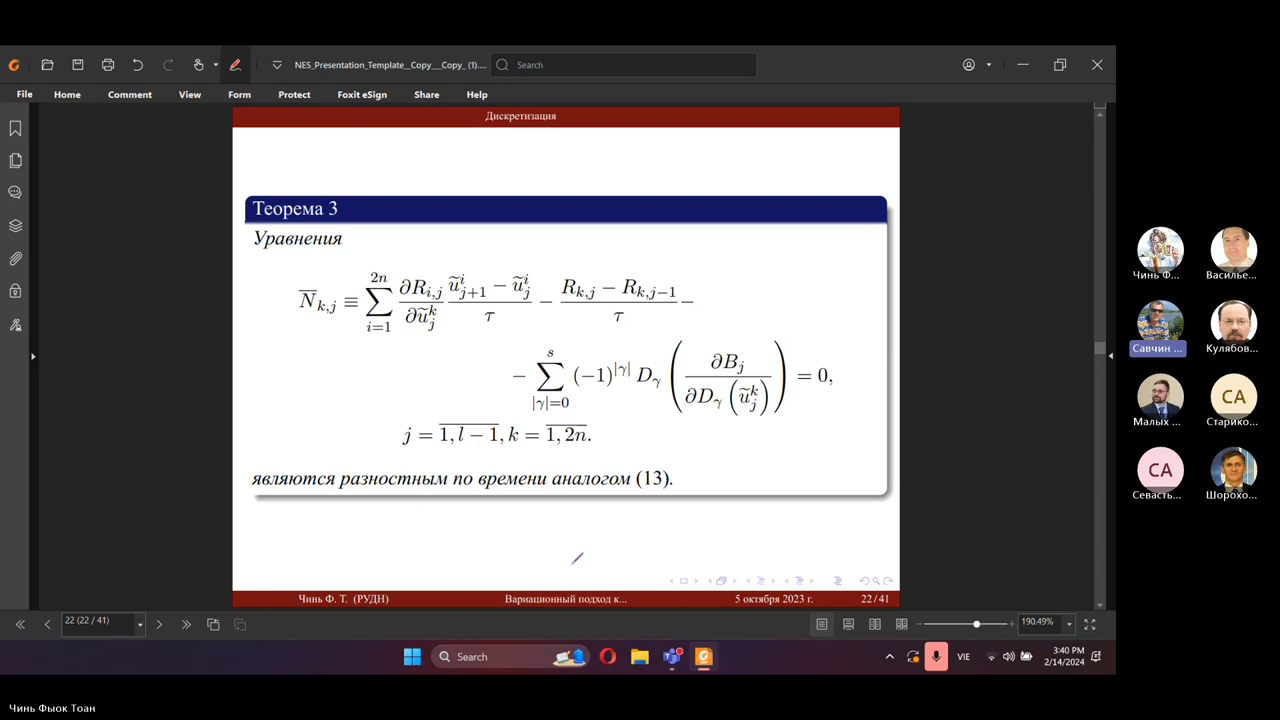 NES_Presentation_Template__Copy___Copy_ (1)....
Search
File Home Comment View Form Protect Foxit eSign Share Help
Дискретизация
Теорема 3
Уравнения
N̅_{k,j} ≡ ∑_{i=1}^{2n} ∂R_{i,j}/∂ũ_j^k (ũ_{j+1}^i − ũ_j^i)/τ − (R_{k,j} − R_{k,j−1})/τ −
− ∑_{|γ|=0}^{s} (−1)^{|γ|} D_γ (∂B_j/∂D_γ(ũ_j^k)) = 0,
j = \overline{1, l − 1}, k = \overline{1, 2n}.
являются разностным по времени аналогом (13).
Чинь Ф. Т. (РУДН) Вариационный подход к... 5 октября 2023 г. 22 / 41
22 (22 / 41)
190.49%
Search
VIE
3:40 PM
2/14/2024
Чинь Ф...
Василье...
Савчин ...
Кулябов...
Малых ...
СА
Старико...
СА
Севасть...
Шорохо...
Чинь Фыок Тоан